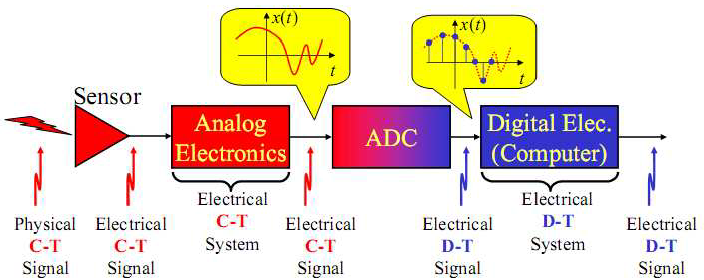 x(t)
t
x(t)
t
Sensor
Analog
Electronics
ADC
Digital Elec.
(Computer)
Physical
C-T
Signal
Electrical
C-T
Signal
Electrical
C-T
System
Electrical
C-T
Signal
Electrical
D-T
Signal
Electrical
D-T
System
Electrical
D-T
Signal